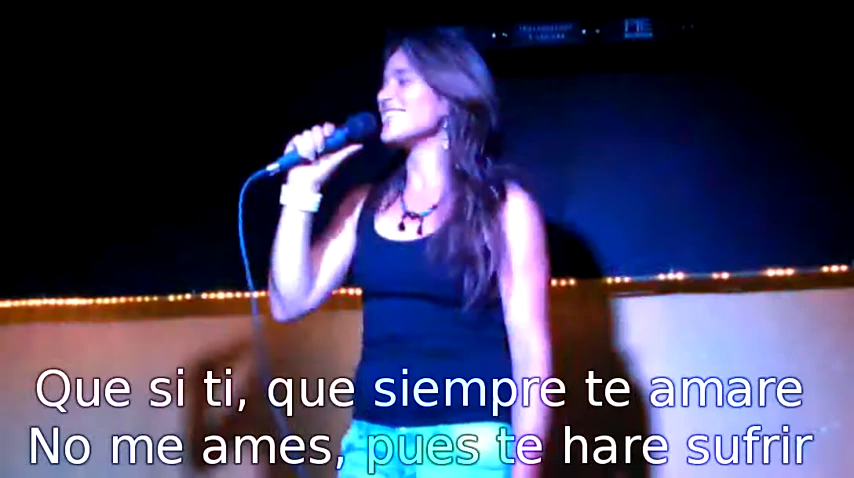 Que si ti, que siempre te amare
No me ames, pues te hare sufrir